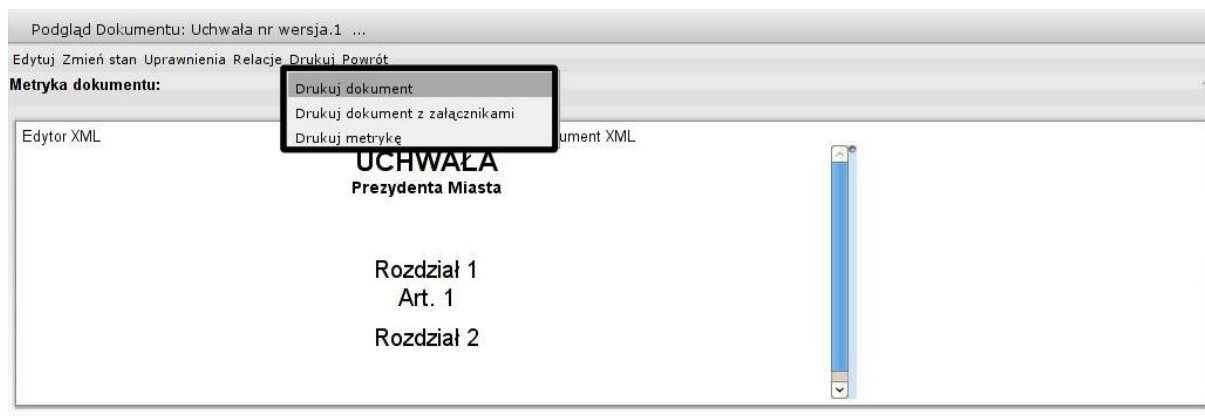 Podgląd Dokumentu: Uchwała nr wersja.1 ...
Edytuj Zmień stan Uprawnienia Relacje Drukuj Powrót
Metryka dokumentu:
Drukuj dokument
Drukuj dokument z załącznikami
Drukuj metrykę
Edytor XML
ument XML
UCHWAŁA
Prezydenta Miasta
Rozdział 1
Art. 1
Rozdział 2